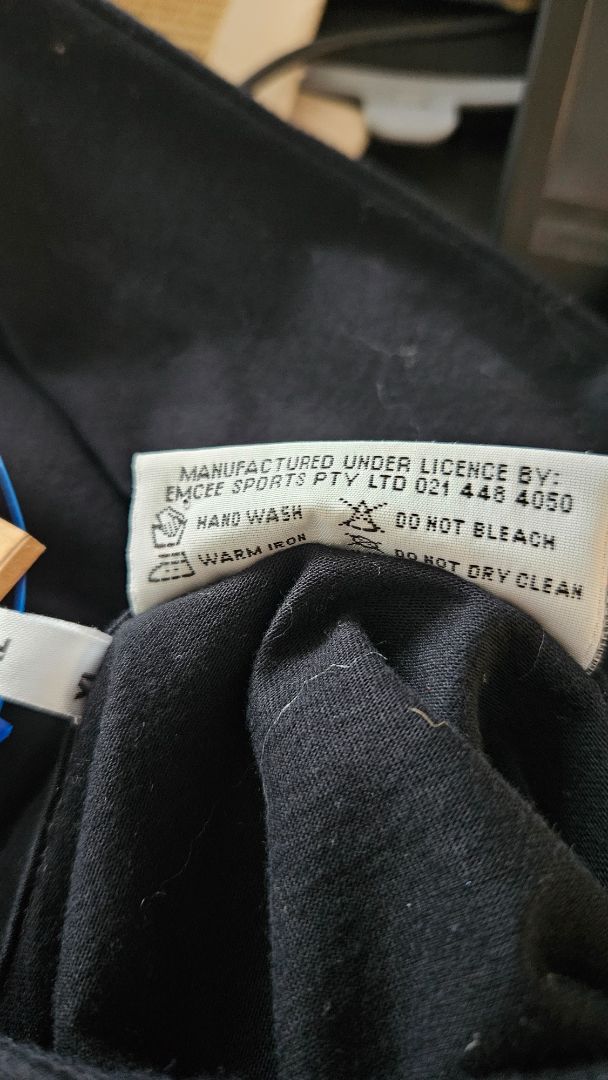 MANUFACTURED UNDER LICENCE BY:
EMCEE SPORTS PTY LTD 021 448 4050
HAND WASH DO NOT BLEACH
WARM IRON DO NOT DRY CLEAN